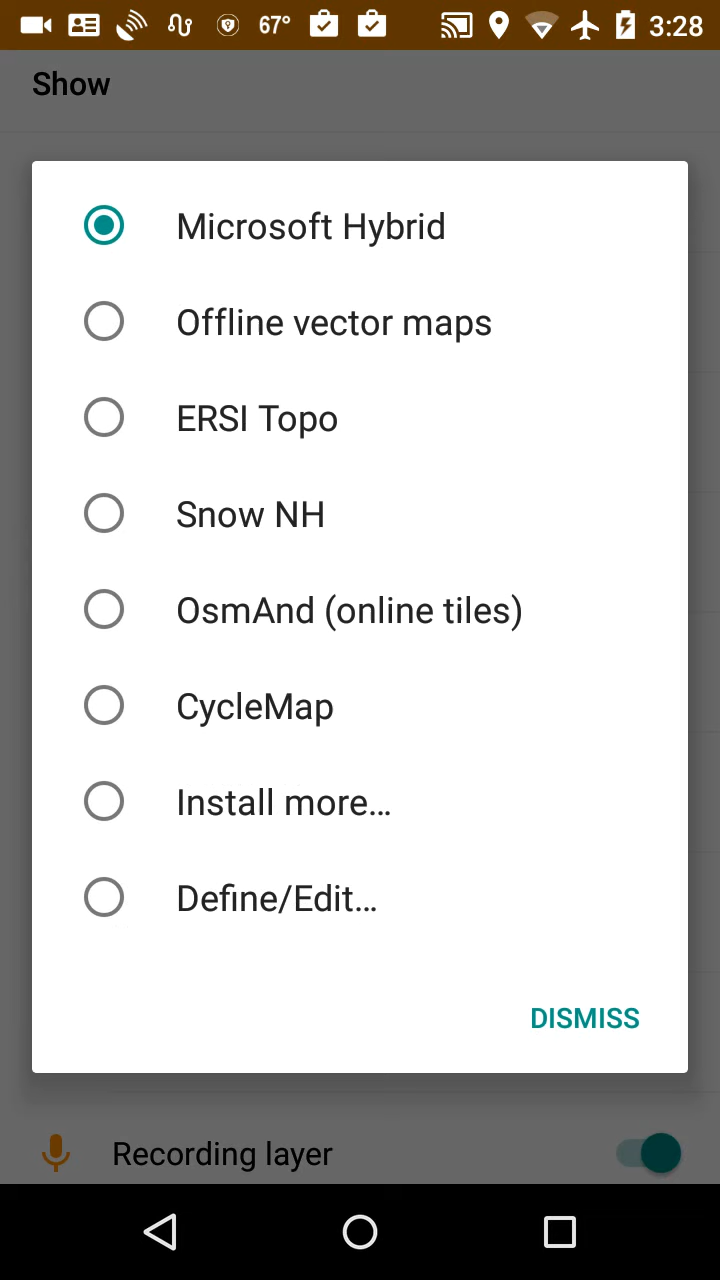 67° 3:28
Show
Microsoft Hybrid
Offline vector maps
ERSI Topo
Snow NH
OsmAnd (online tiles)
CycleMap
Install more...
Define/Edit...
DISMISS
Recording layer